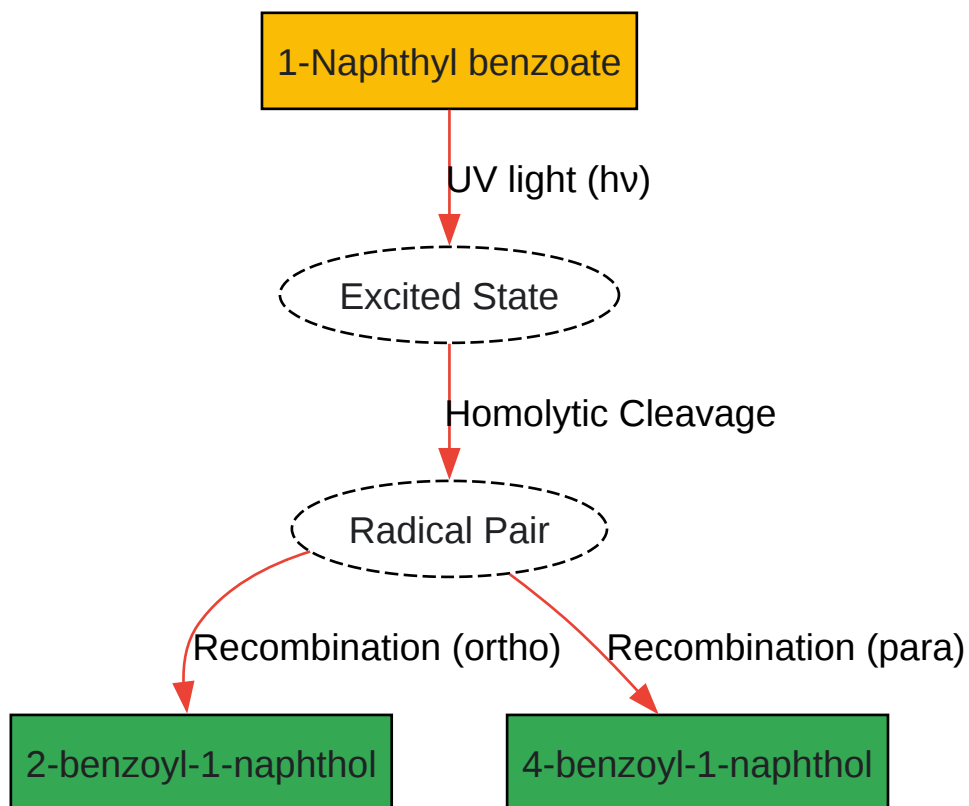 1-Naphthyl benzoate
UV light (hν)
Excited State
Homolytic Cleavage
Radical Pair
Recombination (ortho)
Recombination (para)
2-benzoyl-1-naphthol
4-benzoyl-1-naphthol